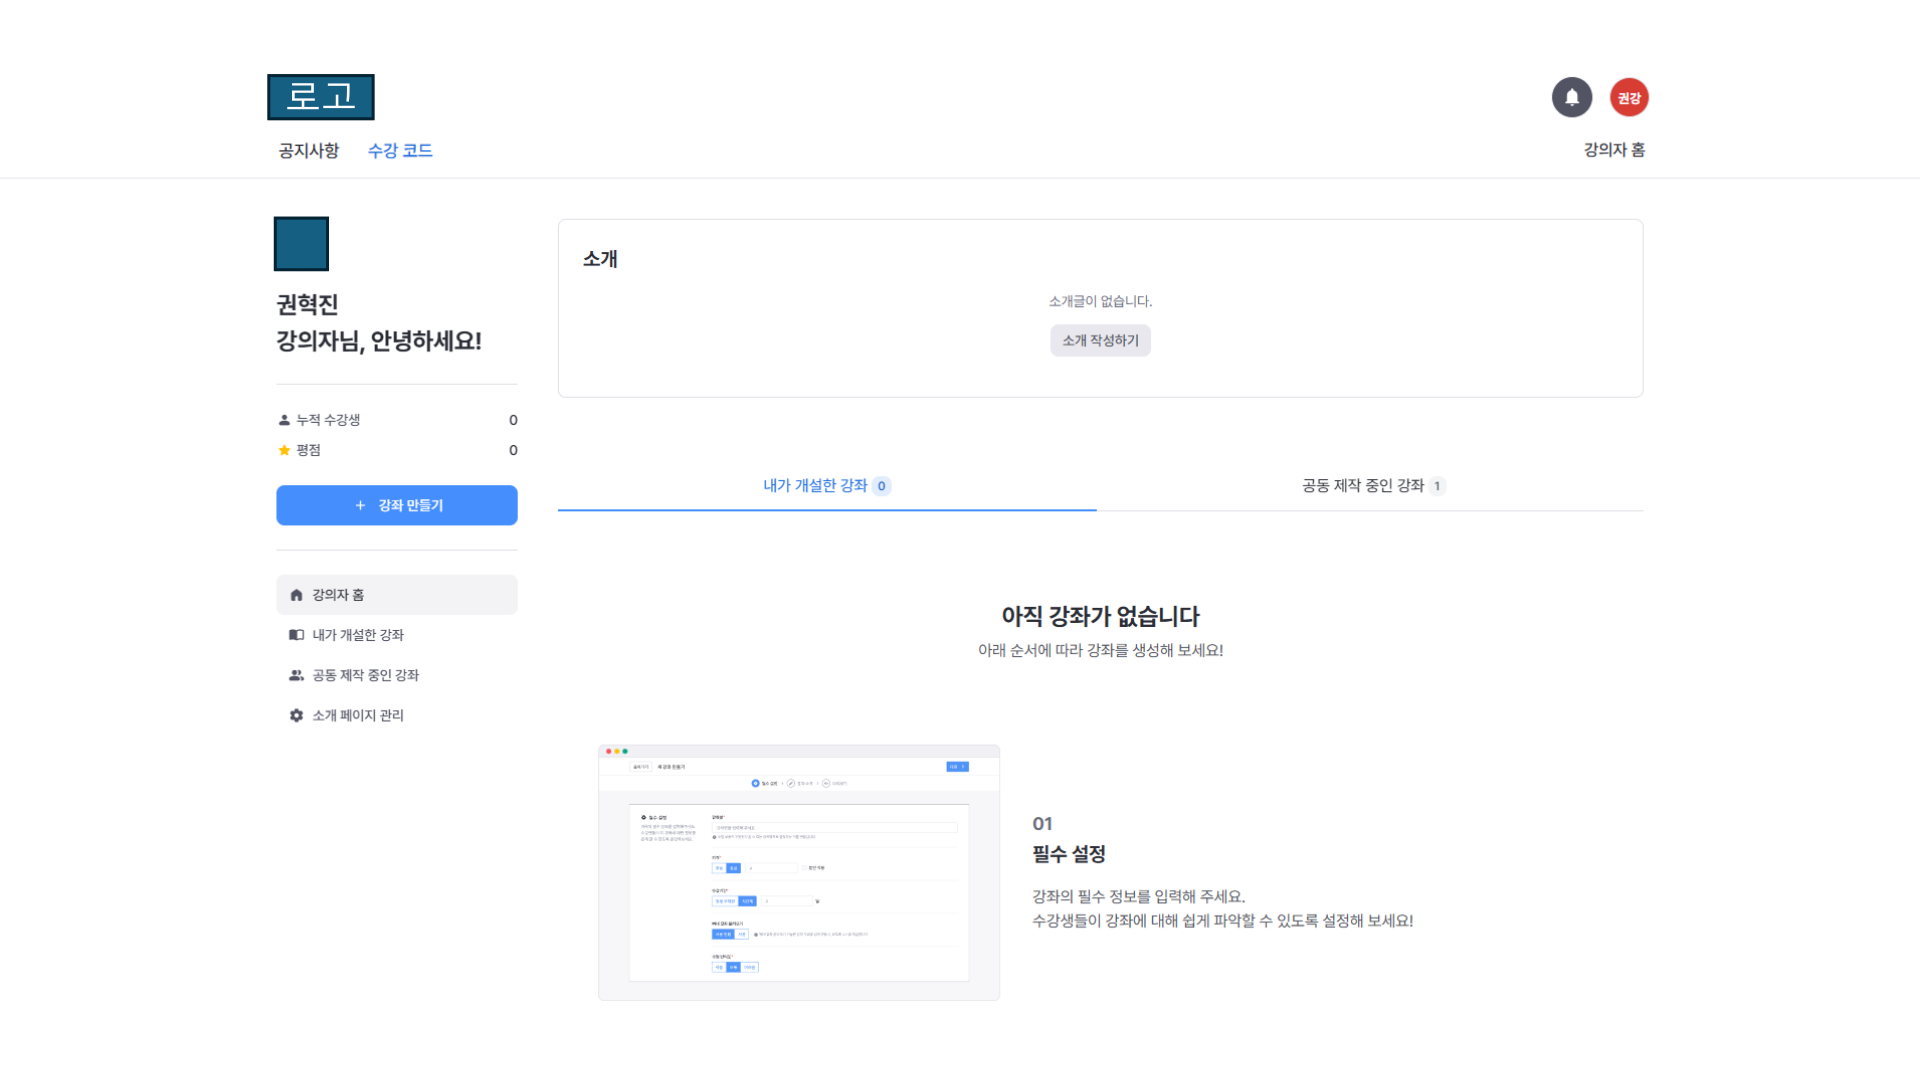 로고
권강
공지사항 수강 코드
강의자 홈
권혁진
강의자님, 안녕하세요!
누적 수강생 0
평점 0
+ 강좌 만들기
강의자 홈
내가 개설한 강좌
공동 제작 중인 강좌
소개 페이지 관리
소개
소개글이 없습니다.
소개 작성하기
내가 개설한 강좌 0
공동 제작 중인 강좌 1
아직 강좌가 없습니다
아래 순서에 따라 강좌를 생성해 보세요!
필수 설정
01
필수 설정
강좌의 필수 정보를 입력해 주세요.
수강생들이 강좌에 대해 쉽게 파악할 수 있도록 설정해 보세요!